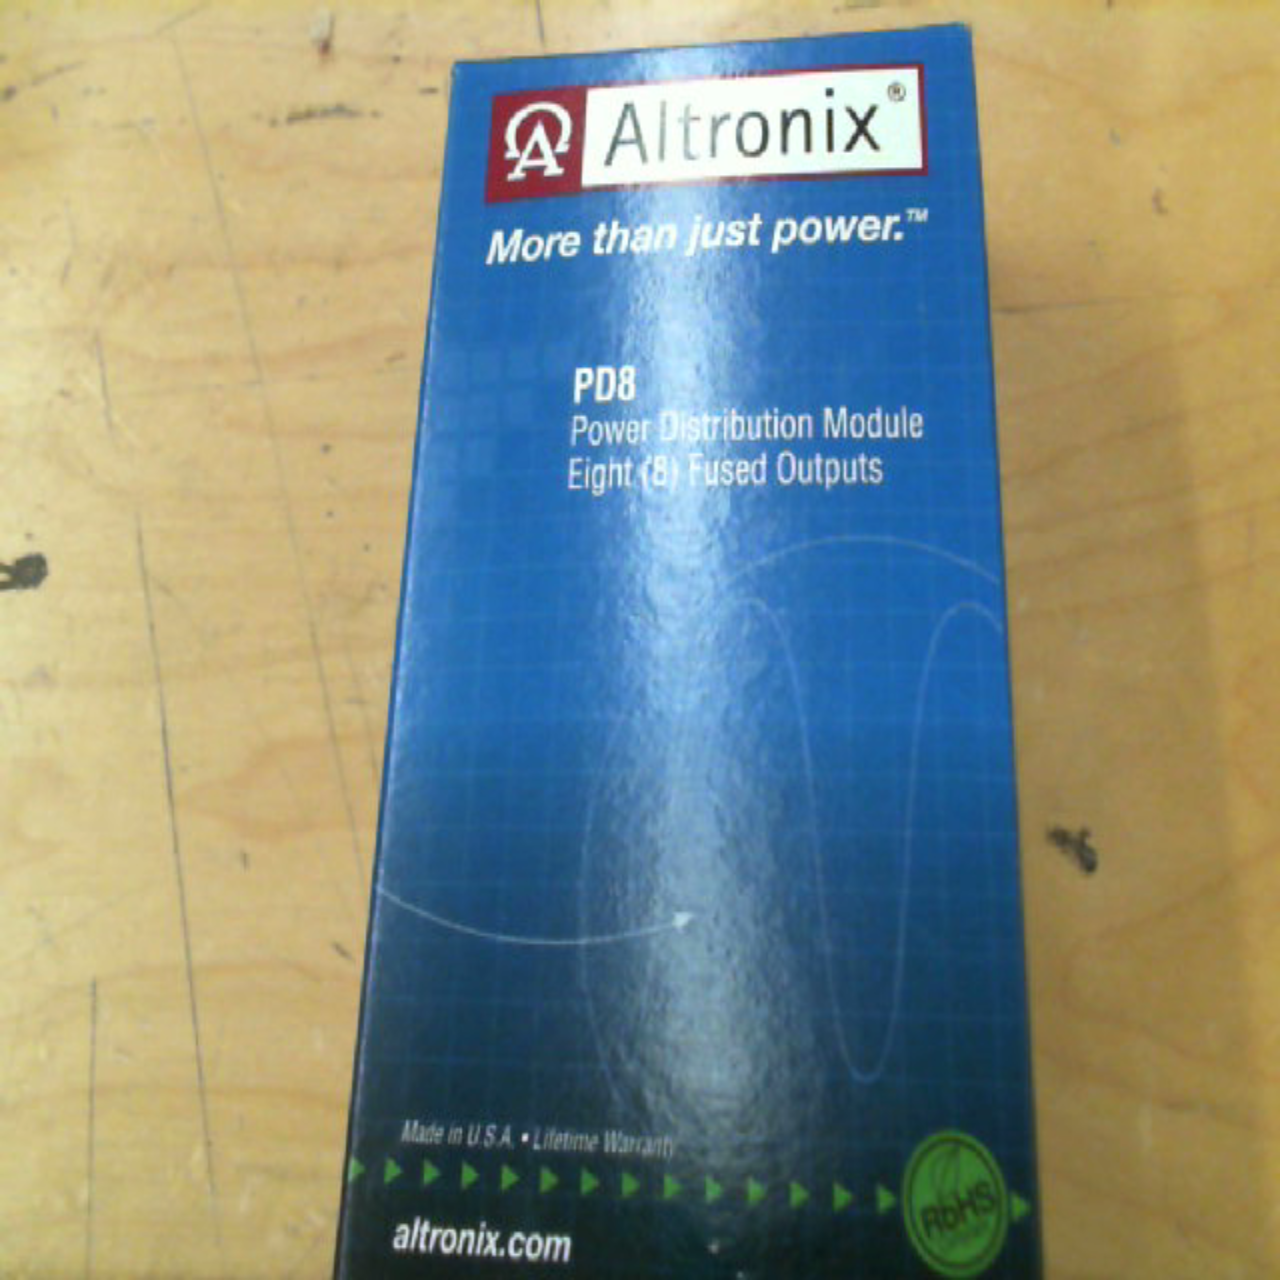 Altronix®
More than just power.™
PD8
Power Distribution Module
Eight (8) Fused Outputs
Made in U.S.A. • Lifetime Warranty
RoHS
altronix.com